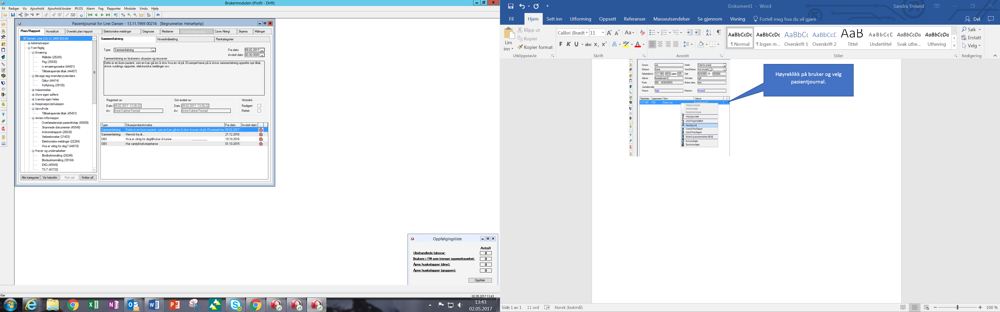 Brukermodulen (Profil - Drift)
Fil Rediger Vis Ajourhold Ajourhold bruker IPLOS Alarm Fag Rapporter Moduler Vindu Hjelp
Pasientjournal for Line Danser - 13.11.1969 00216 [Begrunnelse: Helsehjelp]
Plan/Rapport Hovedkort Oversikt plan/rapport Elektroniske meldinger Diagnose Medisiner Forskrivningsmodul Cave/Allergi Skjema Målinger
Danser, Line (13.11.1969 00216)
Administrasjon
Tverrfaglig
Ernæring
Måltider (28245)
Peg (35930)
iv ernæringsveske (44401)
Tillitsskapende tiltak (44407)
Bevege seg innendørs/utendørs
Gåtur (44414)
Forflytning (39105)
Hukommelse
Styre egen adferd
Ivareta egen helse
Respirasjon/sirkulasjon
Søvn/hvile
Tillitsskapende tiltak (45401)
Annen informasjon
Overførselsnotat pasientforløp (45009)
Skannede dokumenter (45548)
Innkomstrapport (26638)
Veibeskrivelse (31403)
Elektroniske meldinger (22284)
Hva er viktig for deg? (44019)
Prøver og undersøkelser
Blodtrykksmåling (28246)
Blodsukkermåling (39104)
EKG (45549)
TILT (43732)
Alle kategorier Vis historikk Flytt rad Kvitter utf.
Sammenfatning Hovedmålsetting Plankategorier
Type: Sammenfatning Fra dato: 09.02.2017
Avslutt dato: 00.00.0000
Sammenfatning av brukerens situasjon og ressurser:
Dette er en lisom pasient, som en kan gå inn å skriv hva en vil på. Eksempel trene på å skrive sammenfatning.opprette nye tiltak,
skrive vurdrings rapporter, elektroniske meldinger osv.
Registrert av Sist endret av Historikk
Dato: 09.02.2017 13:26:22 Dato: 09.02.2017 13:26:22 Redigert:
Av: Anne Katrine Frestad Av: Anne Katrine Frestad Rettet:
Type Situasjonsbeskrivelse Fra dato Avslutt dato
Sammenfatning Dette er en lisom pasient, som en kan gå inn å skriv hva en vil på. Eksempel tre 09.02.2017
Sammenfatning Henvist fra dr... 21.12.2016
OBS Hva er viktig for deg!Ønsker å kunne 19.10.2016
OBS Har samtykkekompetanse 01.10.2015
Oppfølgingsliste
Antall
Ubehandlede labsvar: 0
Brukere i FM som trenger oppmerksomhet: 0
Åpne huskelapper (dine): 0
Åpne huskelapper (gruppen): 0
Oppfrisk
Klar 02.05.2017 13:43
13:43
02.05.2017
Dokument1 - Word Sandra Treland
Fil Hjem Sett inn Utforming Oppsett Referanser Masseutsendelser Se gjennom Visning Fortell meg hva du vil gjøre Del
Lim inn
Klipp ut
Kopier
Kopier format
Utklippstavle
Calibri (Brødt 11
F K U abc X₂ X²
Skrift
Avsnitt
AaBbCcDc AaBbCcDc AaBbCc AaBbCcE AaB AaBbCcD AaBbCcDa AaBbCcDa
¶ Normal ¶ Ingen m... Overskrift 1 Overskrift 2 Tittel Undertittel Svak uthe... Utheving
Stiler
Søk
Erstatt
Velg
Redigering
Fornavn: Line Distrikt: Enhet for Levekår
Etternavn: Danser Sone/Delsone: Avd. for psykis
Fødselsdato/nr.: 13.11.1969 00216 Løpenr: 1525 Død: 00.00.0000 Tlf: 69254004
Adresse: Numedalsveien 52 Sivil status: Ugift
Postnr: 3602 KONGSBERG Brukers status: Aktiv
Journalansvarlig
Fornavn: Vigdis Etternavn: Hunsbedt
Fødselsdato Løpenummer Navn Adresse
13.11.1969 1525 Danser, Line Numedalsveien 52
Tidligere versjoner
Dokumentasjon
Elementrestriksjoner
Velg begrunnelse
Utskrift legemiddelkort
Pasientjournal
Oversikt Plan/Rapport
Utskrift Plan/Rapport
Bistand og assistansebehov (IPLOS)
Ny konsultasjon
Åpne konsultasjon
Brukerens journal
Høyreklikk på bruker og velg
pasientjournal.
Side 1 av 1 11 ord Norsk (bokmål) 100 %